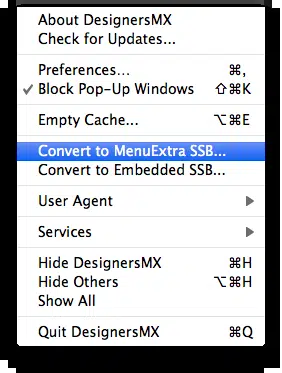 About DesignersMX
Check for Updates...
Preferences... ⌘,
✓ Block Pop-Up Windows ⇧⌘K
Empty Cache... ⌥⌘E
Convert to MenuExtra SSB...
Convert to Embedded SSB...
User Agent ▶
Services ▶
Hide DesignersMX ⌘H
Hide Others ⌥⌘H
Show All
Quit DesignersMX ⌘Q